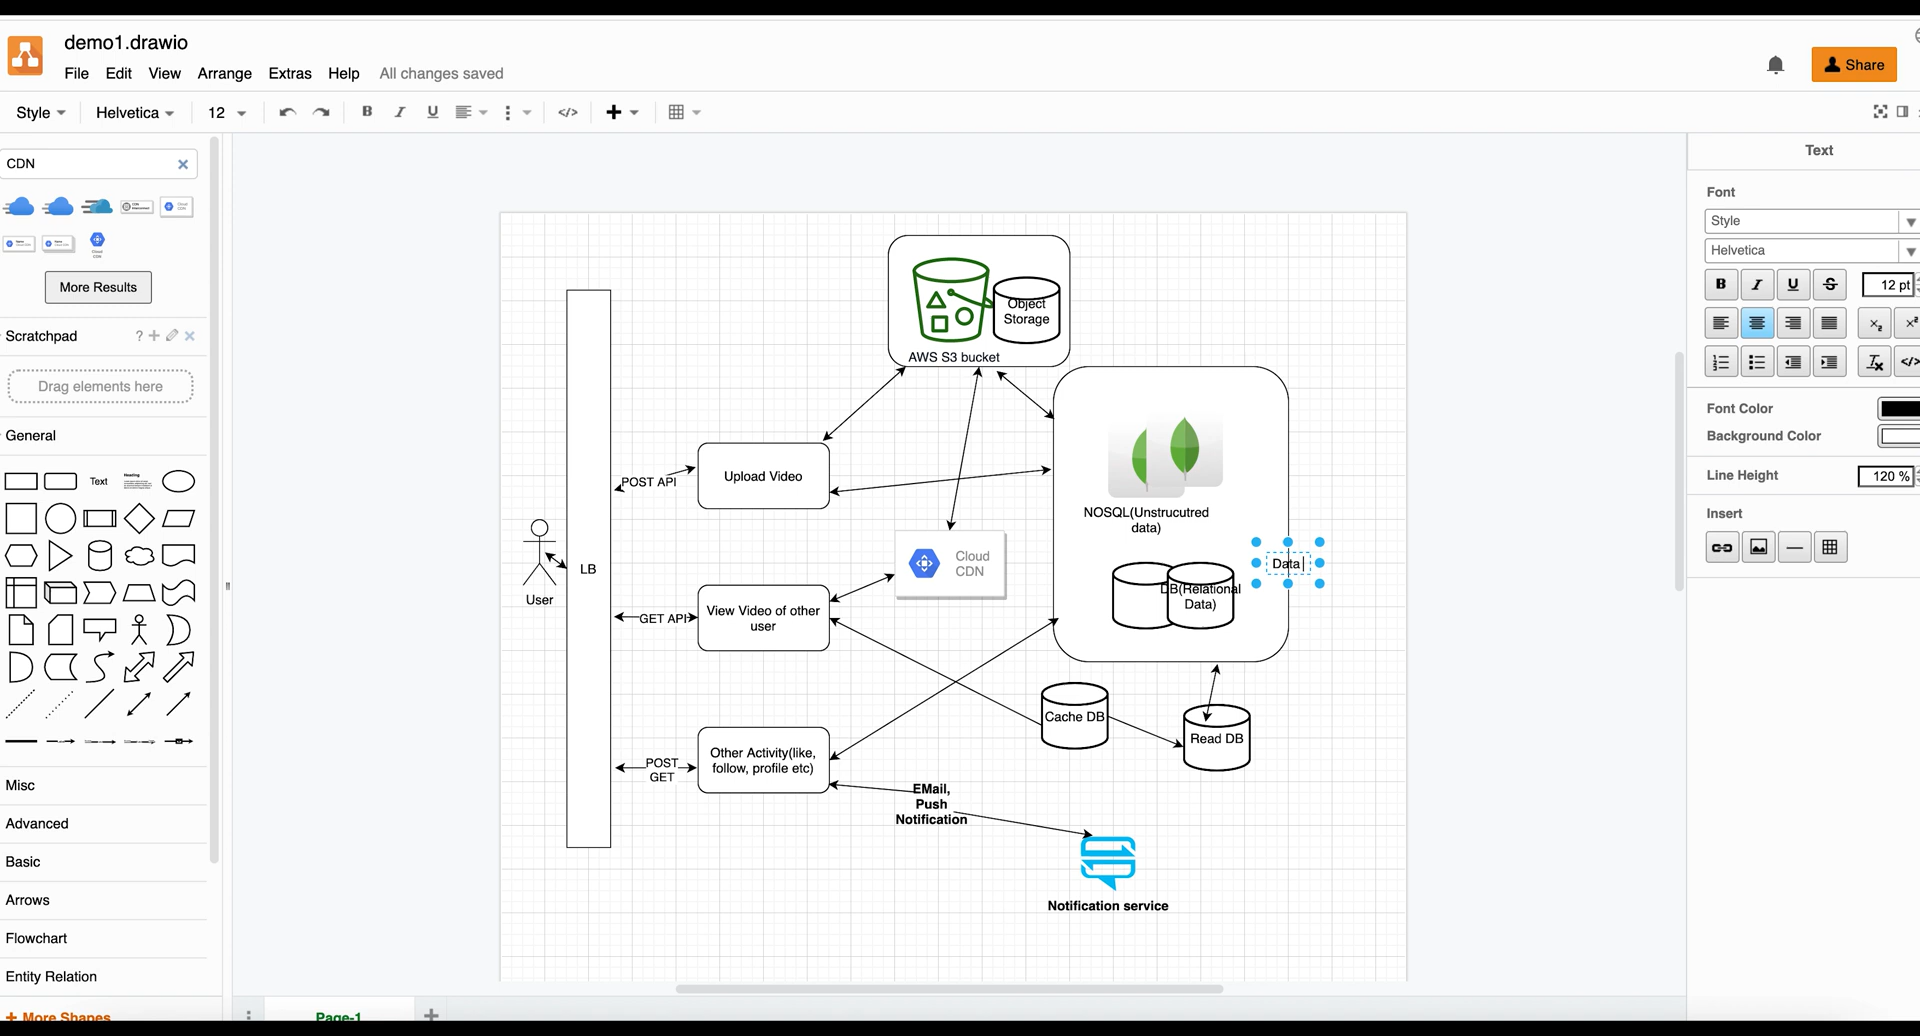 demo1.drawio
File Edit View Arrange Extras Help All changes saved
Share
Style Helvetica 12 B I U </>
CDN
Cloud
CDN
More Results
Scratchpad ?
Drag elements here
General
Text
Heading
Misc
Advanced
Basic
Arrows
Flowchart
Entity Relation
+ More Shapes
Page-1
Object
Storage
AWS S3 bucket
Upload Video
POST API
NOSQL(Unstrucutred
data)
Cloud
CDN
Data
LB
User
DB(Relational
Data)
View Video of other
user
GET API
Cache DB
Read DB
Other Activity(like,
follow, profile etc)
POST
GET
EMail,
Push
Notification
Notification service
Text
Font
Style
Helvetica
B I U S 12 pt
Font Color
Background Color
Line Height 120 %
Insert